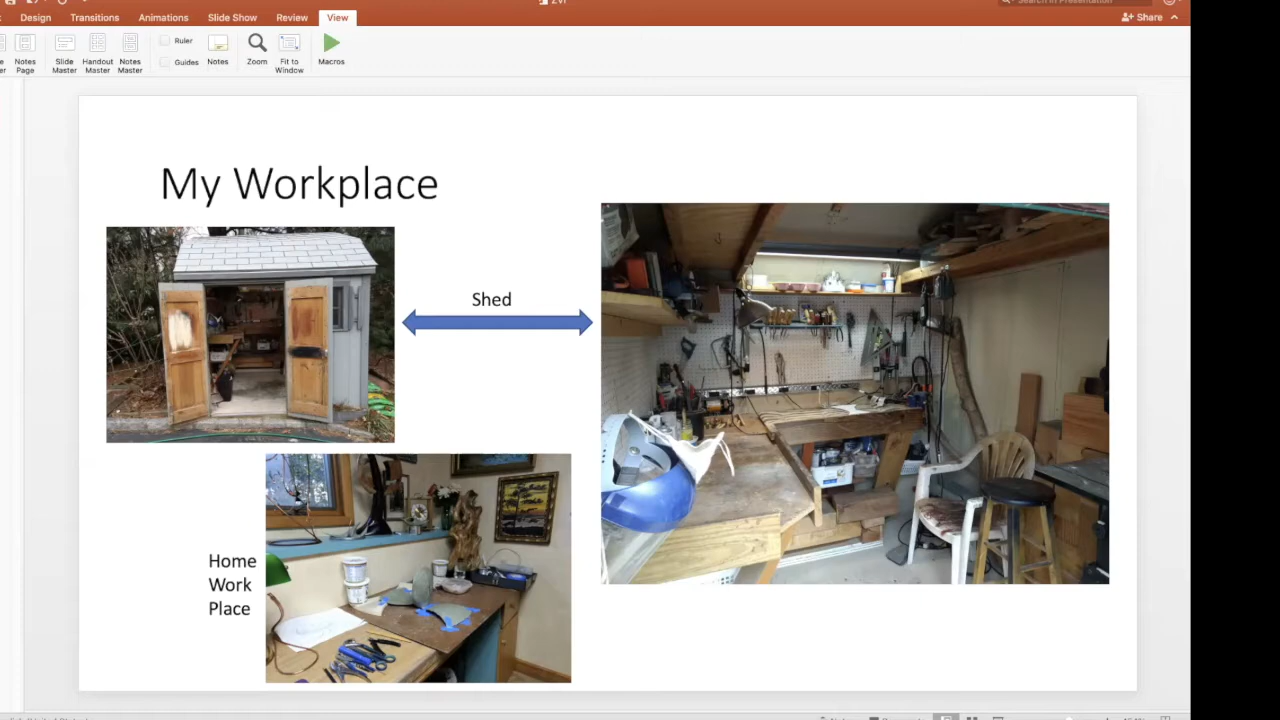 Design
Transitions
Animations
Slide Show
Review
View
Share
Notes Page
Slide Master
Handout Master
Notes Master
Ruler
Guides
Notes
Zoom
Fit to Window
Macros
My Workplace
Shed
Home
Work
Place